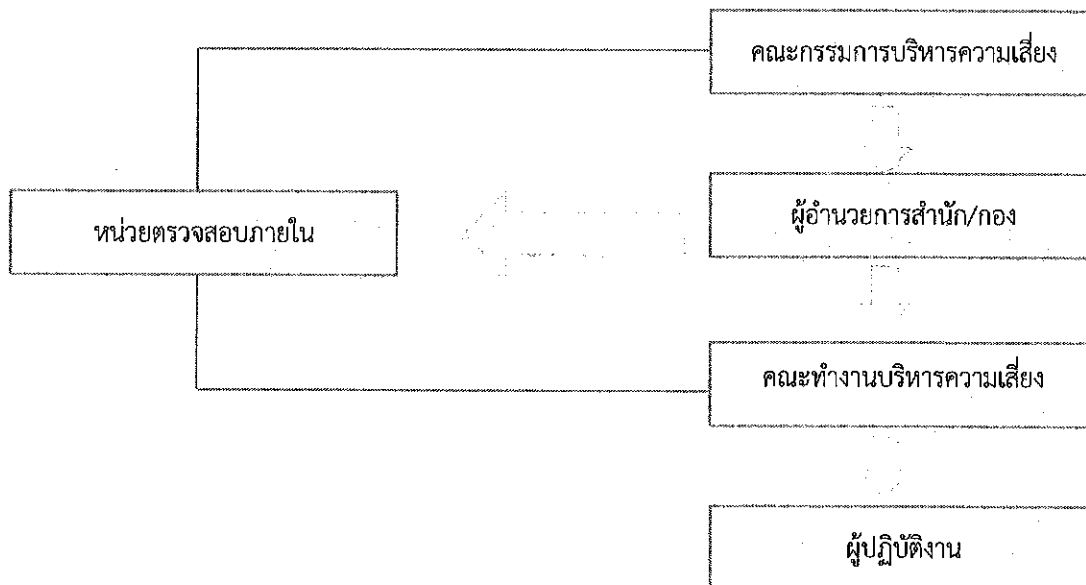 คณะกรรมการบริหารความเสี่ยง
หน่วยตรวจสอบภายใน
ผู้อำนวยการสำนัก/กอง
คณะทำงานบริหารความเสี่ยง
ผู้ปฏิบัติงาน